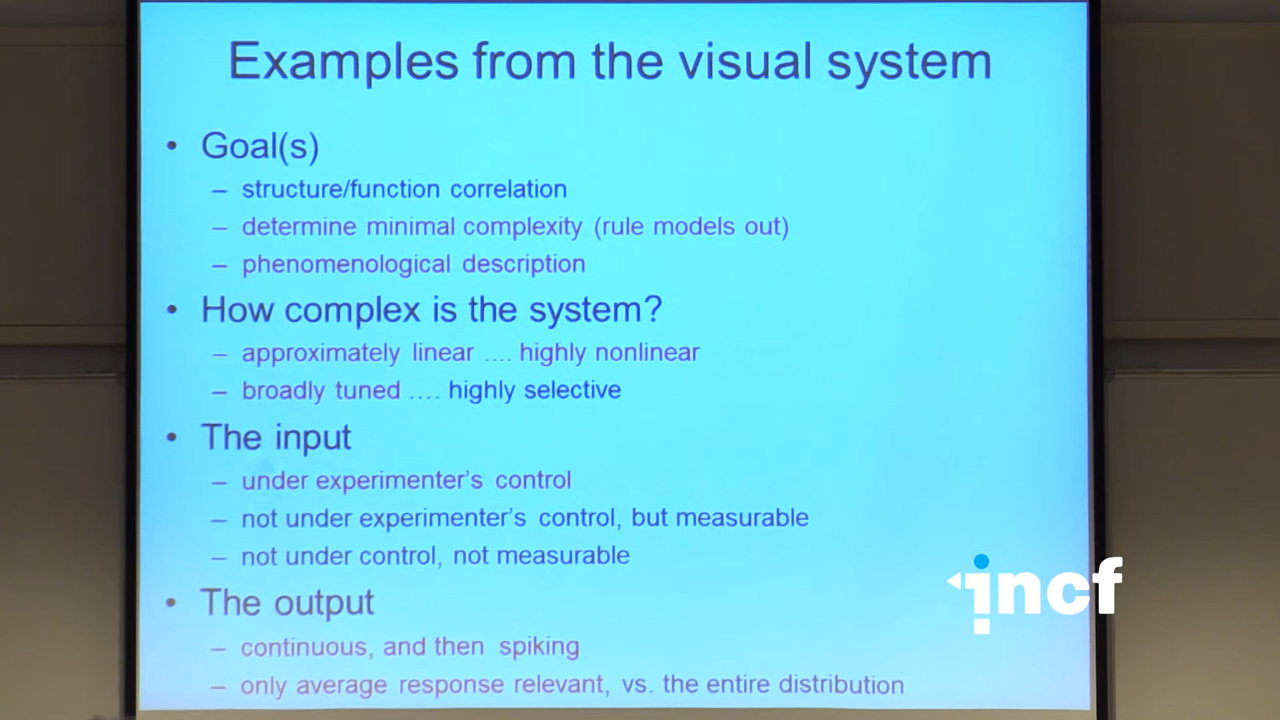 Examples from the visual system
• Goal(s)
– structure/function correlation
– determine minimal complexity (rule models out)
– phenomenological description
• How complex is the system?
– approximately linear .... highly nonlinear
– broadly tuned .... highly selective
• The input
– under experimenter's control
– not under experimenter's control, but measurable
– not under control, not measurable
• The output
– continuous, and then spiking
– only average response relevant, vs. the entire distribution
incf